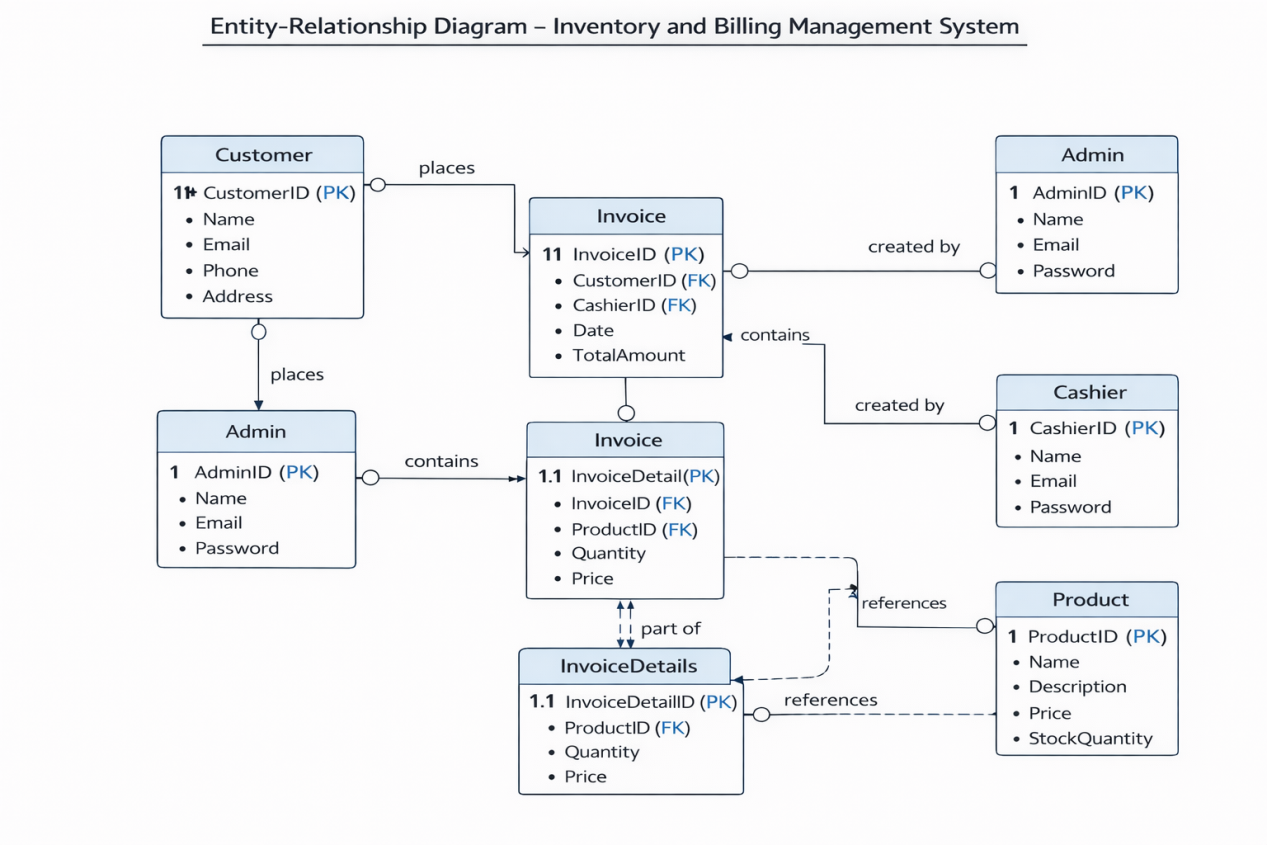 Entity-Relationship Diagram – Inventory and Billing Management System
Customer
CustomerID (PK)
• Name
• Email
• Phone
• Address
places
Invoice
11 InvoiceID (PK)
• CustomerID (FK)
• CashierID (FK)
• Date
• TotalAmount
created by
Admin
1 AdminID (PK)
• Name
• Email
• Password
places
contains
created by
Cashier
1 CashierID (PK)
• Name
• Email
• Password
Admin
1 AdminID (PK)
• Name
• Email
• Password
contains
Invoice
1.1 InvoiceDetail(PK)
• InvoiceID (FK)
• ProductID (FK)
• Quantity
• Price
part of
references
Product
1 ProductID (PK)
• Name
• Description
• Price
• StockQuantity
InvoiceDetails
1.1 InvoiceDetailID (PK)
• ProductID (FK)
• Quantity
• Price
references